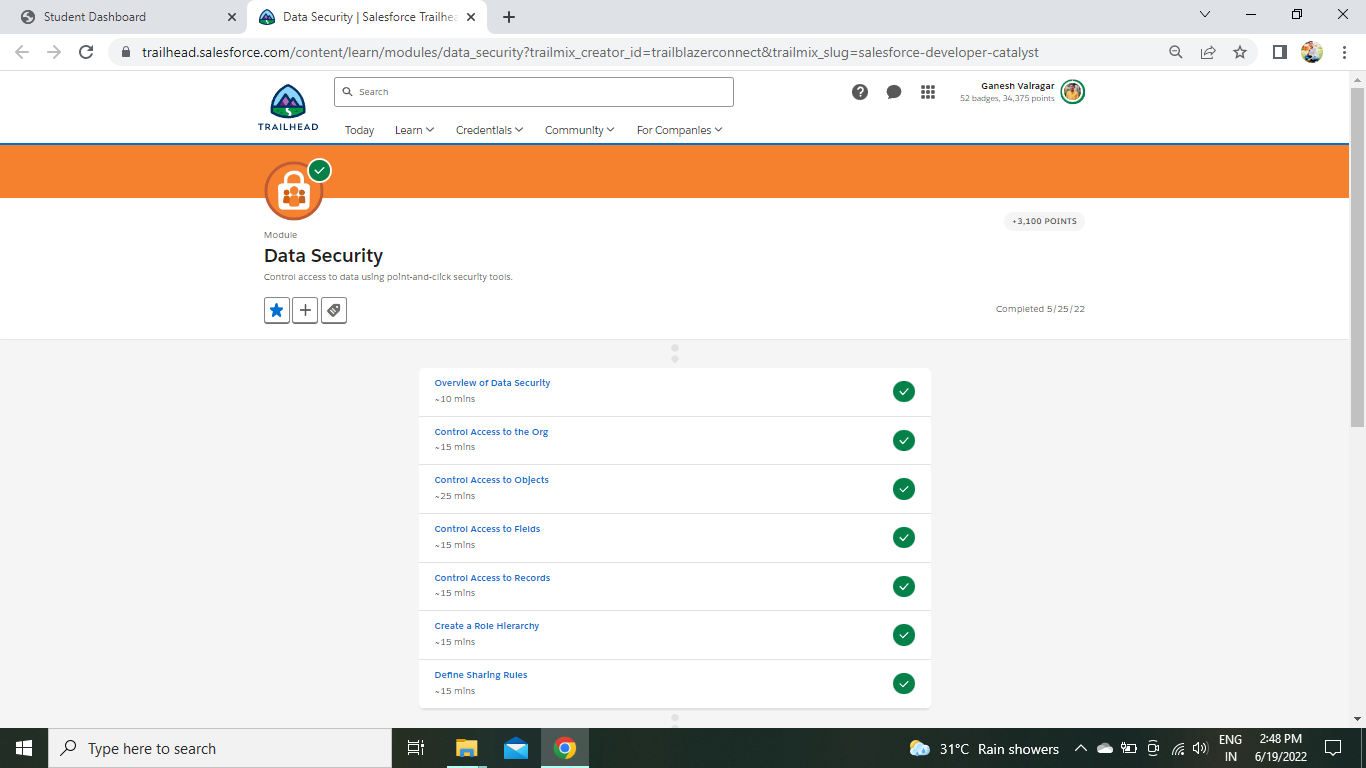 Student Dashboard
Data Security | Salesforce Trailhea
trailhead.salesforce.com/content/learn/modules/data_security?trailmix_creator_id=trailblazerconnect&trailmix_slug=salesforce-developer-catalyst
TRAILHEAD
Search
Ganesh Valragar
52 badges, 34,375 points
Today
Learn
Credentials
Community
For Companies
+3,100 POINTS
Module
Data Security
Control access to data using point-and-click security tools.
Completed 5/25/22
Overview of Data Security
~10 mins
Control Access to the Org
~15 mins
Control Access to Objects
~25 mins
Control Access to Fields
~15 mins
Control Access to Records
~15 mins
Create a Role Hierarchy
~15 mins
Define Sharing Rules
~15 mins
Type here to search
31°C Rain showers
ENG
IN
2:48 PM
6/19/2022